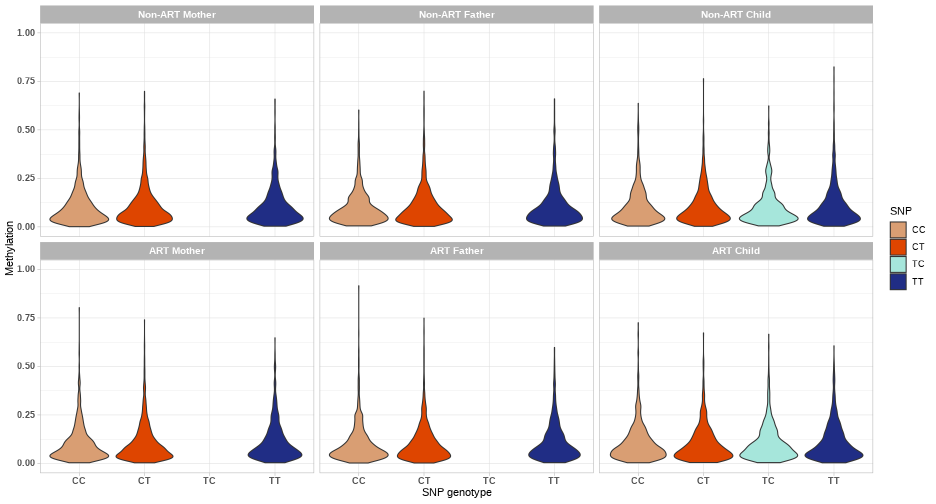 Non-ART Mother
Non-ART Father
Non-ART Child
1.00
0.75
0.50
0.25
0.00
ART Mother
ART Father
ART Child
1.00
0.75
0.50
0.25
0.00
CC CT TC TT
CC CT TC TT
CC CT TC TT
SNP genotype
Methylation
SNP
CC
CT
TC
TT